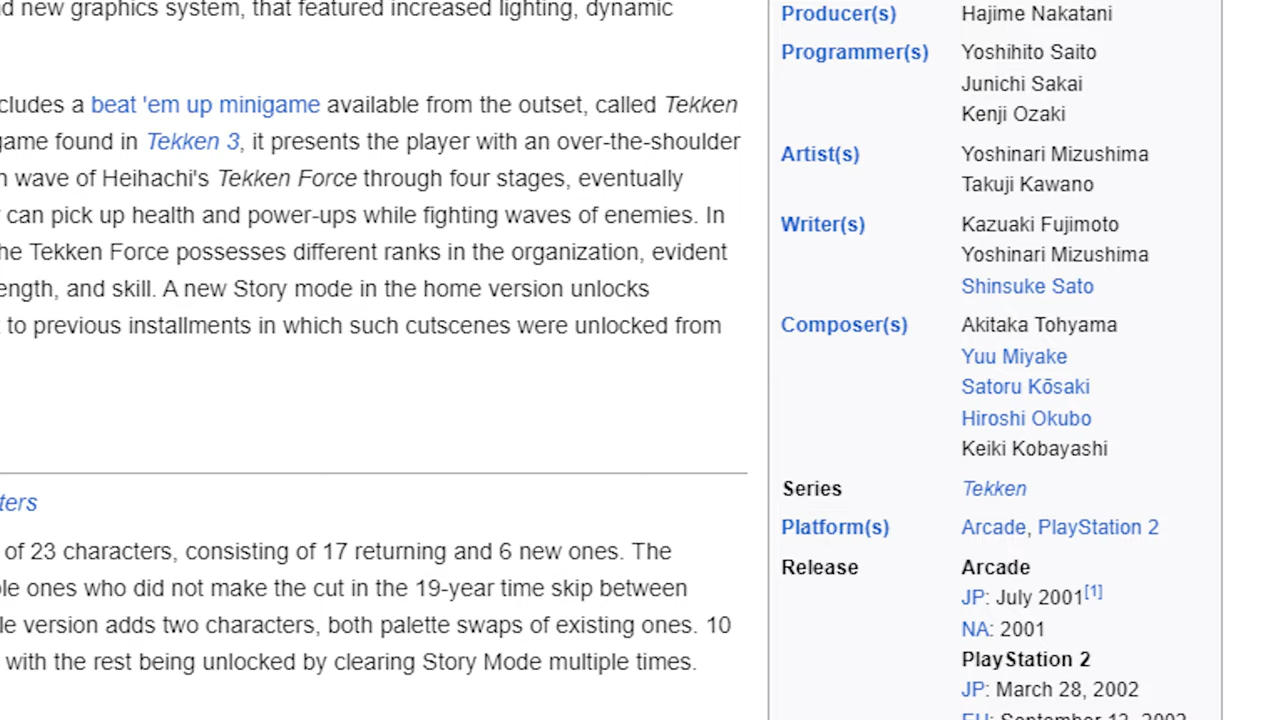 d new graphics system, that featured increased lighting, dynamic
cludes a beat 'em up minigame available from the outset, called Tekken
game found in Tekken 3, it presents the player with an over-the-shoulder
n wave of Heihachi's Tekken Force through four stages, eventually
can pick up health and power-ups while fighting waves of enemies. In
he Tekken Force possesses different ranks in the organization, evident
ength, and skill. A new Story mode in the home version unlocks
t to previous installments in which such cutscenes were unlocked from
ters
of 23 characters, consisting of 17 returning and 6 new ones. The
ble ones who did not make the cut in the 19-year time skip between
le version adds two characters, both palette swaps of existing ones. 10
with the rest being unlocked by clearing Story Mode multiple times.
Producer(s) Hajime Nakatani
Programmer(s) Yoshihito Saito
Junichi Sakai
Kenji Ozaki
Artist(s) Yoshinari Mizushima
Takuji Kawano
Writer(s) Kazuaki Fujimoto
Yoshinari Mizushima
Shinsuke Sato
Composer(s) Akitaka Tohyama
Yuu Miyake
Satoru Kōsaki
Hiroshi Okubo
Keiki Kobayashi
Series Tekken
Platform(s) Arcade, PlayStation 2
Release Arcade
JP: July 2001[1]
NA: 2001
PlayStation 2
JP: March 28, 2002
EU: September 13, 2002